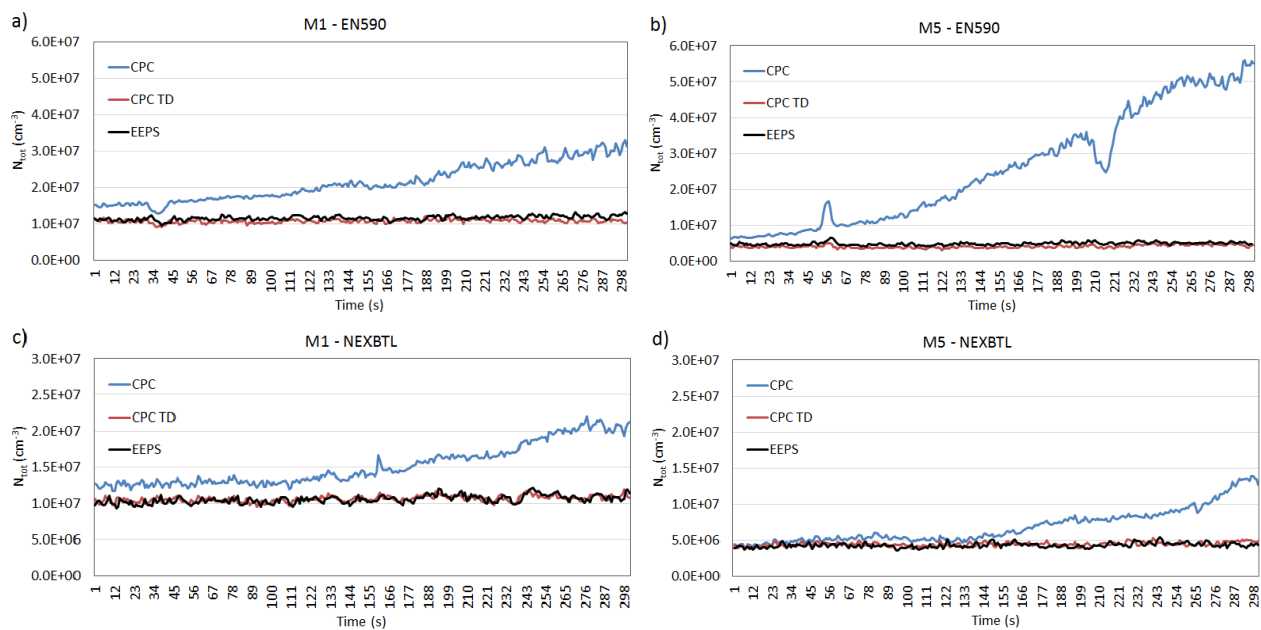 a)
M1 - EN590
6.0E+07
5.0E+07
4.0E+07
3.0E+07
2.0E+07
1.0E+07
0.0E+00
Ntot (cm-3)
CPC
CPC TD
EEPS
1 12 23 34 45 56 67 78 89 100 111 122 133 144 155 166 177 188 199 210 221 232 243 254 265 276 287 298
Time (s)
b)
M5 - EN590
6.0E+07
5.0E+07
4.0E+07
3.0E+07
2.0E+07
1.0E+07
0.0E+00
Ntot (cm-3)
CPC
CPC TD
EEPS
1 12 23 34 45 56 67 78 89 100 111 122 133 144 155 166 177 188 199 210 221 232 243 254 265 276 287 298
Time (s)
c)
M1 - NEXBTL
3.0E+07
2.5E+07
2.0E+07
1.5E+07
1.0E+07
5.0E+06
0.0E+00
Ntot (cm-3)
CPC
CPC TD
EEPS
1 12 23 34 45 56 67 78 89 100 111 122 133 144 155 166 177 188 199 210 221 232 243 254 265 276 287 298
Time (s)
d)
M5 - NEXBTL
3.0E+07
2.5E+07
2.0E+07
1.5E+07
1.0E+07
5.0E+06
0.0E+00
Ntot (cm-3)
CPC
CPC TD
EEPS
1 12 23 34 45 56 67 78 89 100 111 122 133 144 155 166 177 188 199 210 221 232 243 254 265 276 287 298
Time (s)